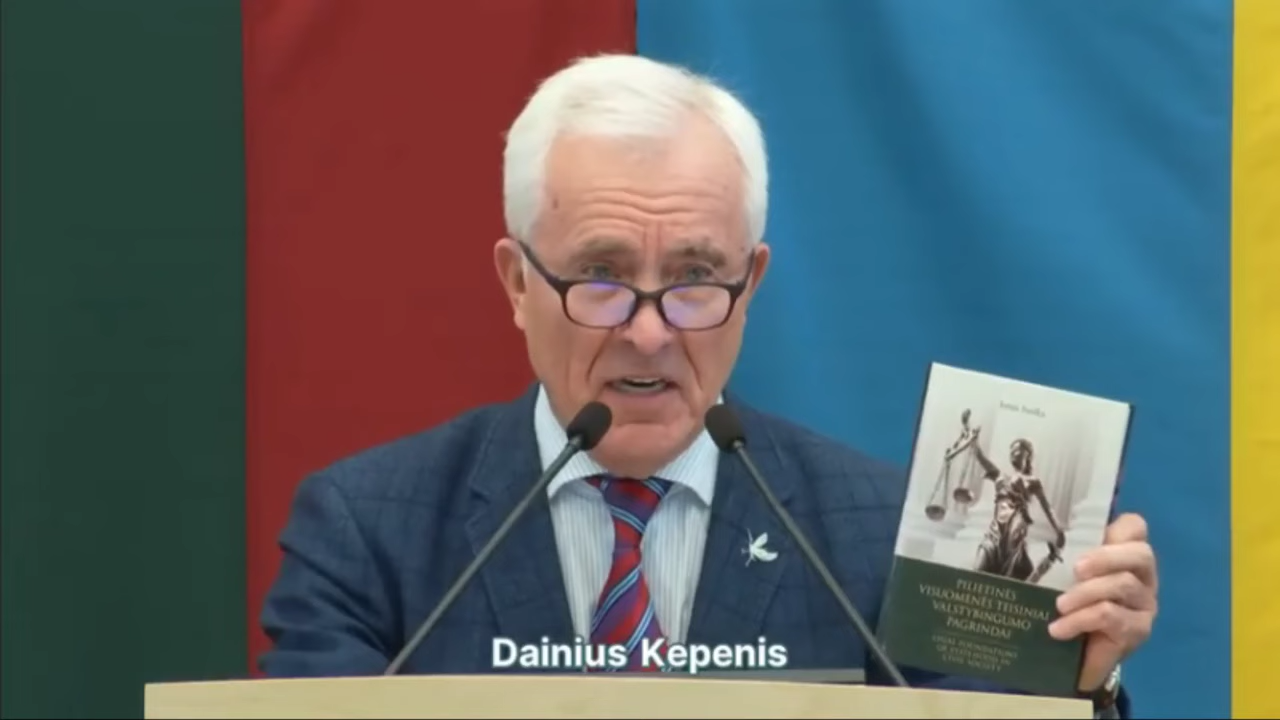 PILIETINĖS
VISUOMENĖS TEISINIAI
VALSTYBINGUMO
PAGRINDAI
LEGAL FOUNDATIONS
OF STATEHOOD IN
CIVIL SOCIETY
Dainius Kepenis